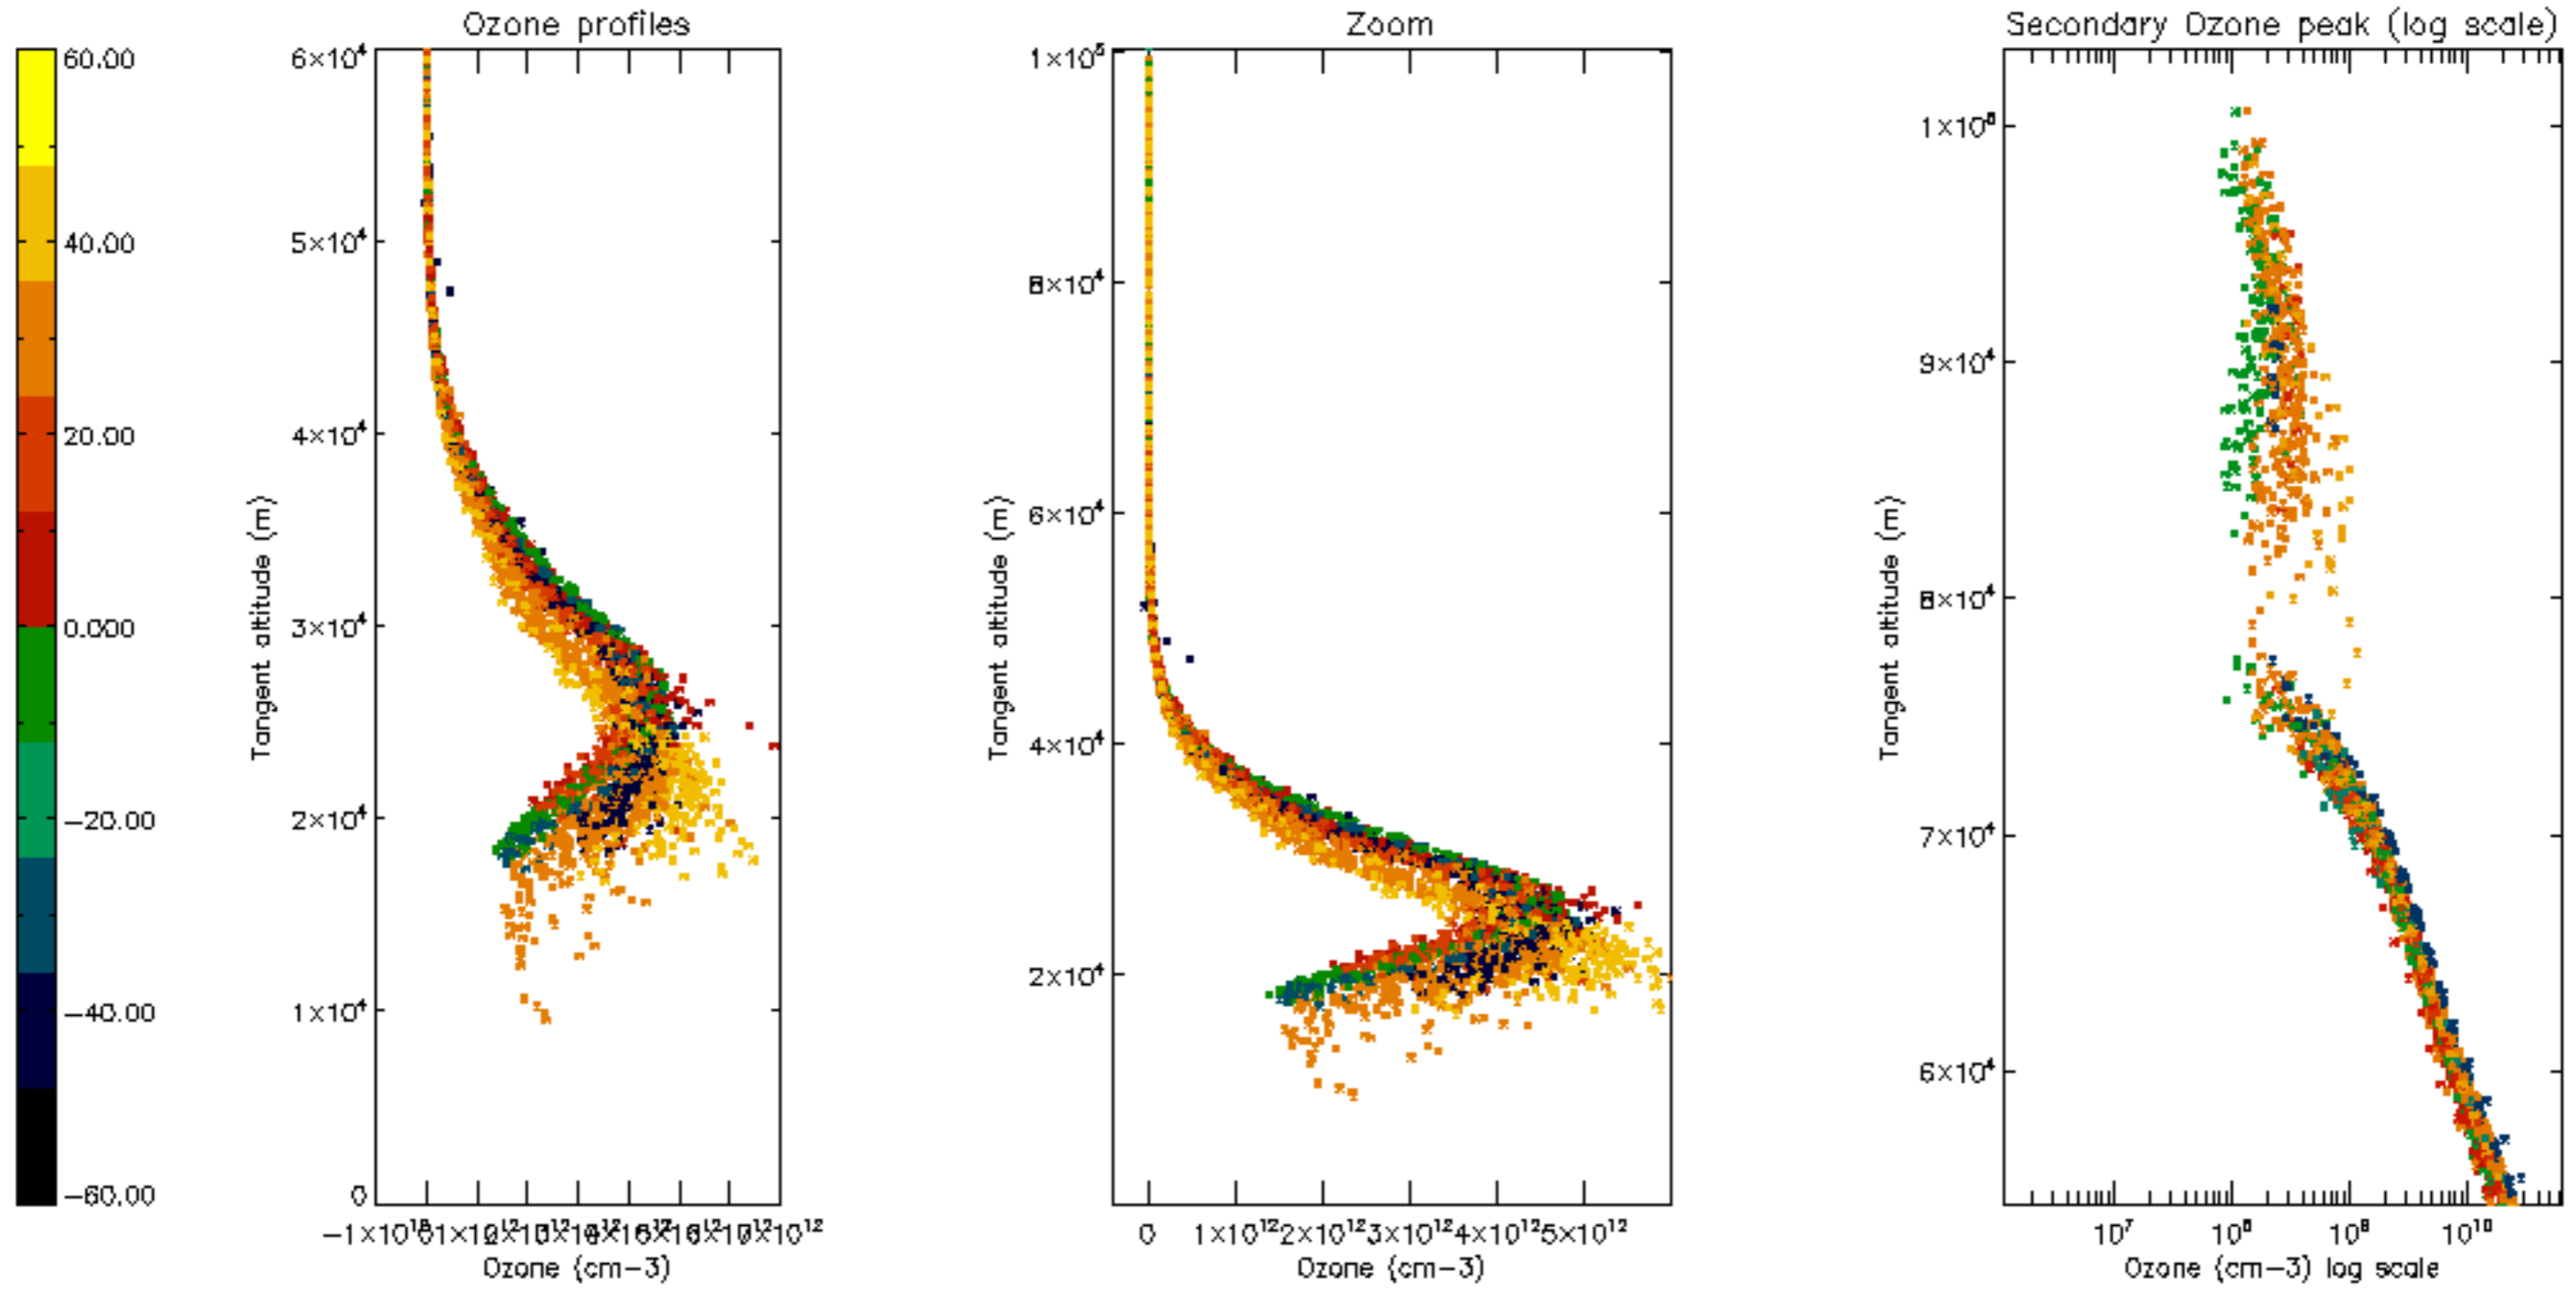 Ozone profiles
Zoom
Secondary Ozone peak (log scale)
60.00
40.00
20.00
−20.00
−40.00
−60.00
6×10⁴
5×10⁴
4×10⁴
3×10⁴
2×10⁴
1×10⁴
0
Tangent altitude (m)
Ozone (cm−3)
1×10⁵
8×10⁴
6×10⁴
4×10⁴
2×10⁴
Tangent altitude (m)
0 1×10¹² 2×10¹² 3×10¹² 4×10¹² 5×10¹²
Ozone (cm−3)
1×10⁵
9×10⁴
8×10⁴
7×10⁴
6×10⁴
Tangent altitude (m)
10⁷ 10⁸ 10⁹ 10¹⁰
Ozone (cm−3) log scale